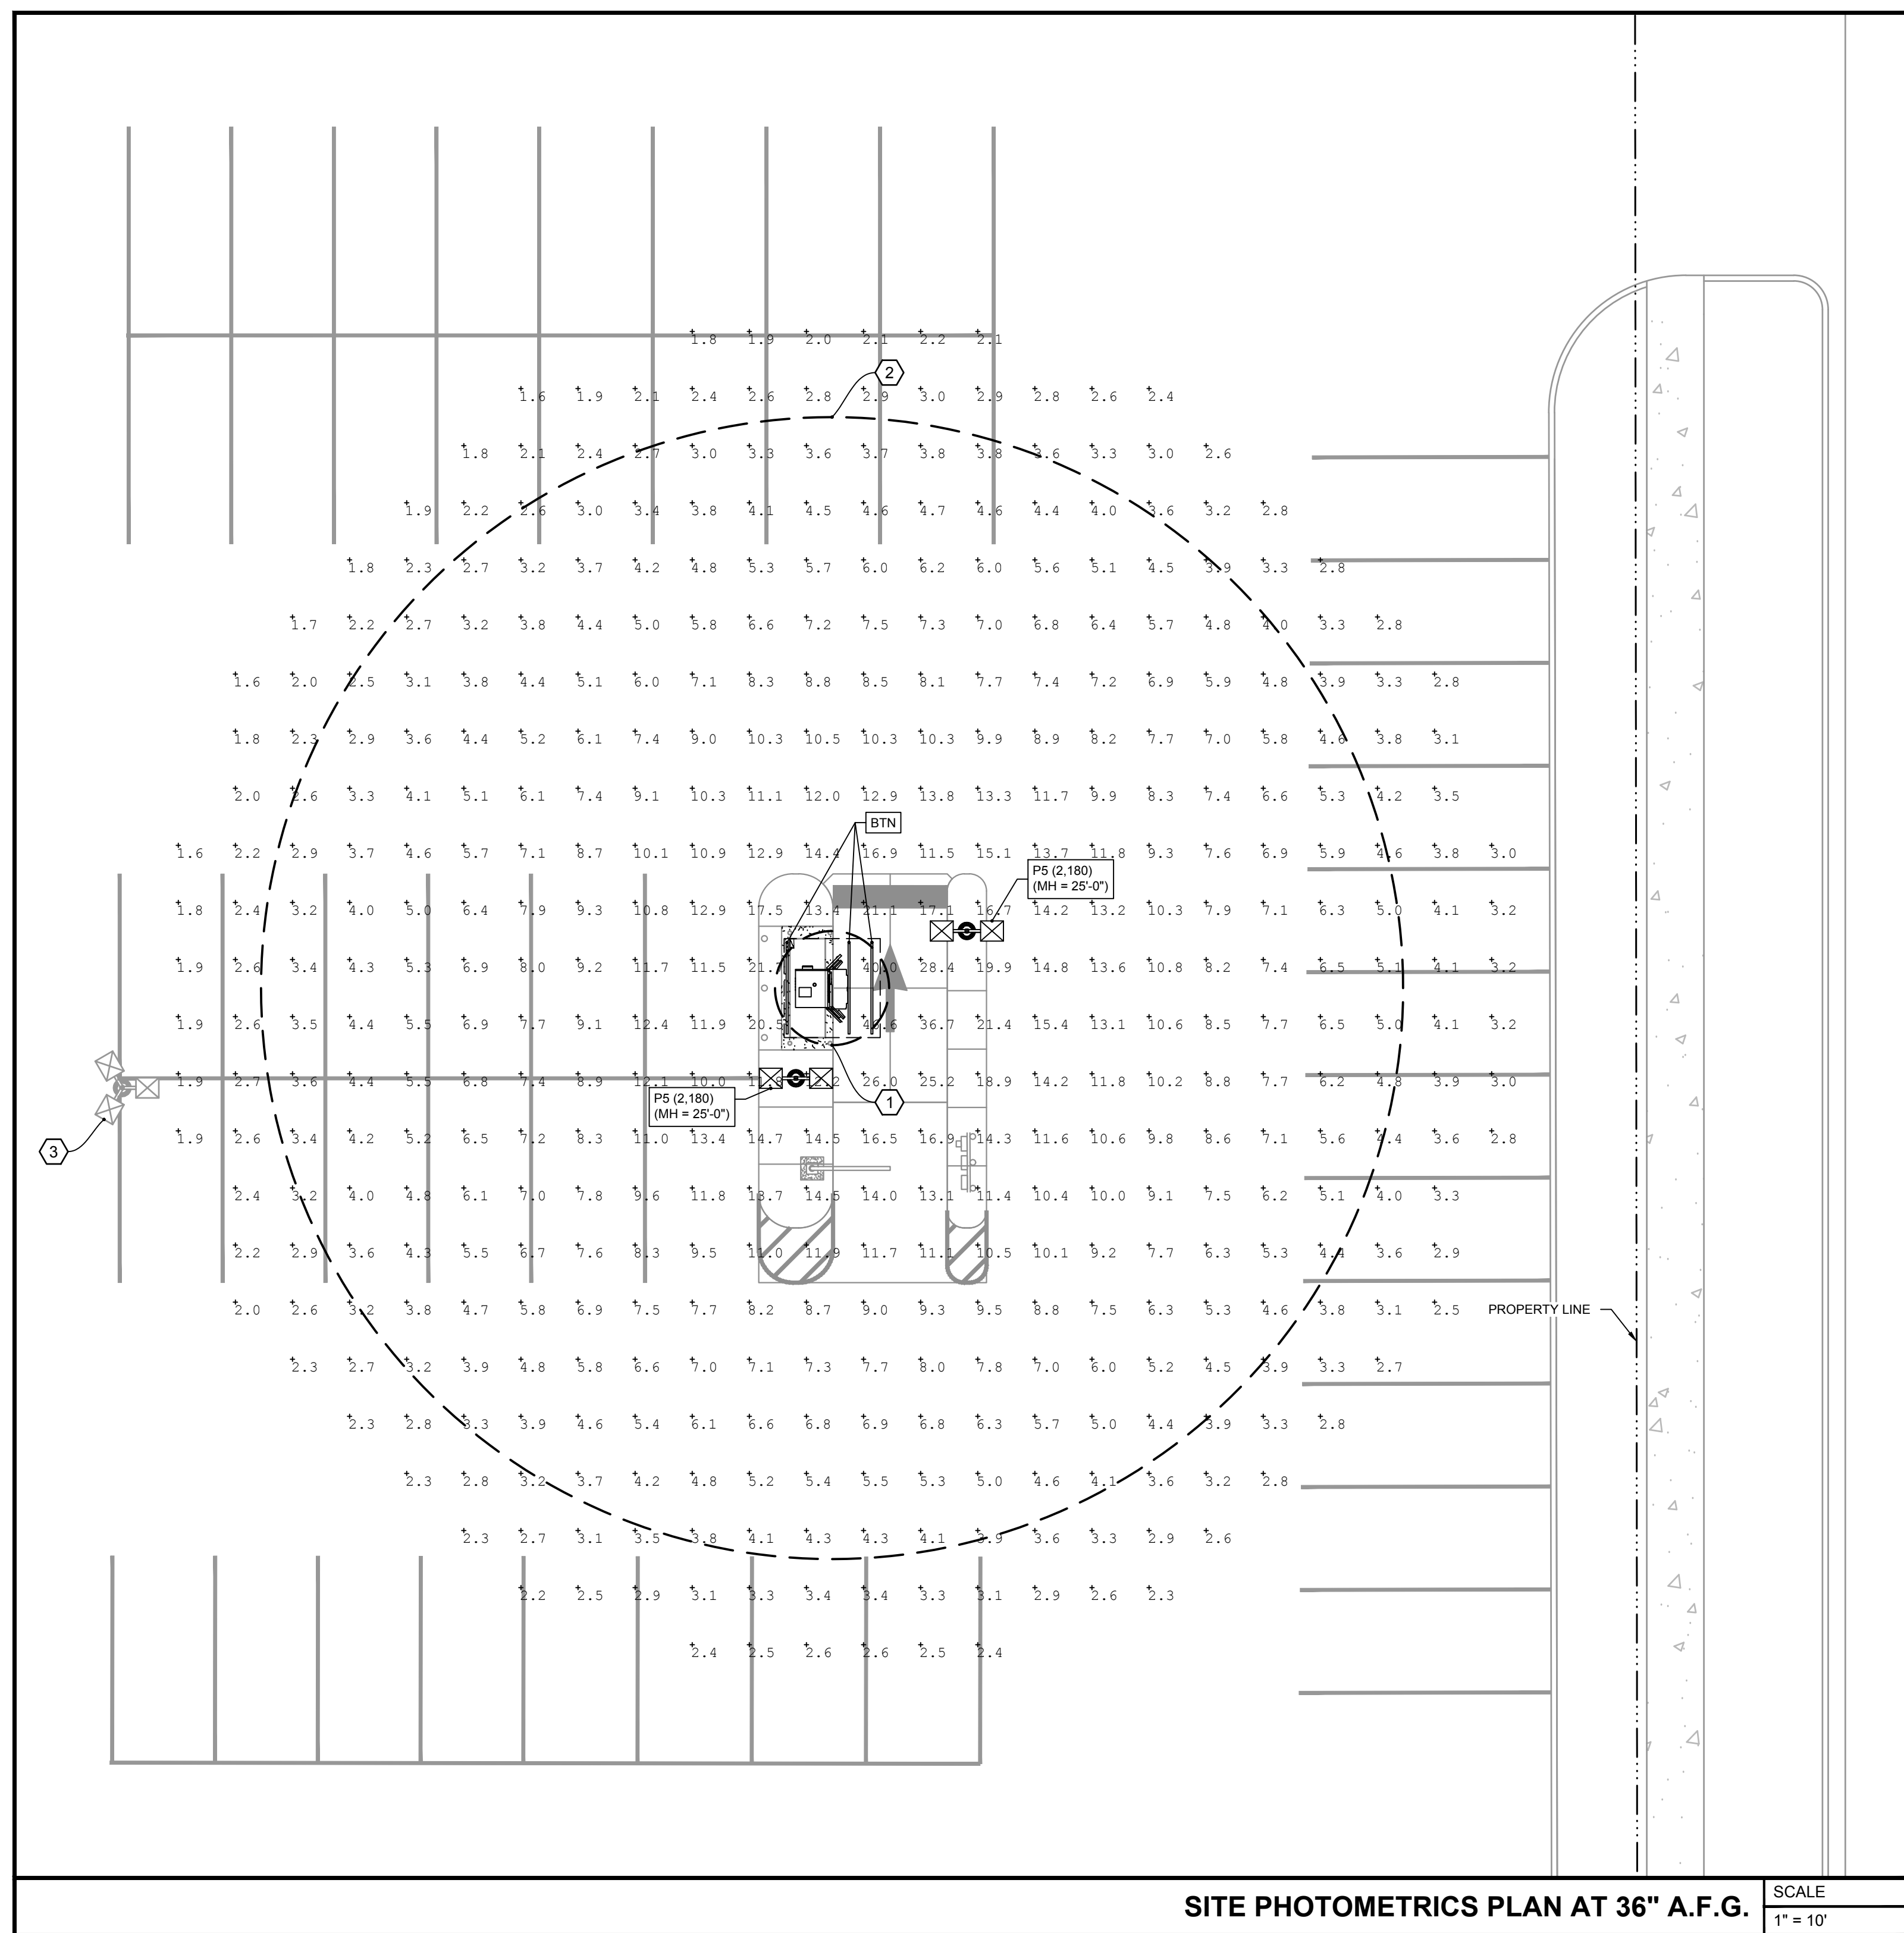 1.8 1.9 2.0 2.1 2.2 2.1
2
1.6 1.9 2.1 2.4 2.6 2.8 2.9 3.0 2.9 2.8 2.6 2.4
1.8 2.1 2.4 2.7 3.0 3.3 3.6 3.7 3.8 3.8 3.6 3.3 3.0 2.6
1.9 2.2 2.6 3.0 3.4 3.8 4.1 4.5 4.6 4.7 4.6 4.4 4.0 3.6 3.2 2.8
1.8 2.3 2.7 3.2 3.7 4.2 4.8 5.3 5.7 6.0 6.2 6.0 5.6 5.1 4.5 3.9 3.3 2.8
1.7 2.2 2.7 3.2 3.8 4.4 5.0 5.8 6.6 7.2 7.5 7.3 7.0 6.8 6.4 5.7 4.8 4.0 3.3 2.8
1.6 2.0 2.5 3.1 3.8 4.4 5.1 6.0 7.1 8.3 8.8 8.5 8.1 7.7 7.4 7.2 6.9 5.9 4.8 3.9 3.3 2.8
1.8 2.3 2.9 3.6 4.4 5.2 6.1 7.4 9.0 10.3 10.5 10.3 10.3 9.9 8.9 8.2 7.7 7.0 5.8 4.6 3.8 3.1
2.0 2.6 3.3 4.1 5.1 6.1 7.4 9.1 10.3 11.1 12.0 12.9 13.8 13.3 11.7 9.9 8.3 7.4 6.6 5.3 4.2 3.5
BTN
1.6 2.2 2.9 3.7 4.6 5.7 7.1 8.7 10.1 10.9 12.9 14.4 16.9 11.5 15.1 13.7 11.8 9.3 7.6 6.9 5.9 4.6 3.8 3.0
P5 (2,180)
(MH = 25'-0")
1.8 2.4 3.2 4.0 5.0 6.4 7.9 9.3 10.8 12.9 17.5 13.4 21.1 17.1 16.7 14.2 13.2 10.3 7.9 7.1 6.3 5.0 4.1 3.2
1.9 2.6 3.4 4.3 5.3 6.9 8.0 9.2 11.7 11.5 40.0 28.4 19.9 14.8 13.6 10.8 8.2 7.4 6.5 5.1 4.1 3.2
1.9 2.6 3.5 4.4 5.5 6.9 7.7 9.1 12.4 11.9 20.5 36.7 21.4 15.4 13.1 10.6 8.5 7.7 6.5 5.0 4.1 3.2
1.9 2.7 3.6 4.4 5.5 6.8 7.4 8.9 12.1 10.0 26.0 25.2 18.9 14.2 11.8 10.2 8.8 7.7 6.2 4.8 3.9 3.0
P5 (2,180)
(MH = 25'-0")
1
1.9 2.6 3.4 4.2 5.2 6.5 7.2 8.3 11.0 13.4 14.7 14.5 16.5 16.9 14.3 11.6 10.6 9.8 8.6 7.1 5.6 4.4 3.6 2.8
3
2.4 3.2 4.0 4.8 6.1 7.0 7.8 9.6 11.8 13.7 14.5 14.0 13.1 11.4 10.4 10.0 9.1 7.5 6.2 5.1 4.0 3.3
2.2 2.9 3.6 4.3 5.5 6.7 7.6 8.3 9.5 11.0 11.9 11.7 11.1 10.5 10.1 9.2 7.7 6.3 5.3 4.4 3.6 2.9
2.0 2.6 3.2 3.8 4.7 5.8 6.9 7.5 7.7 8.2 8.7 9.0 9.3 9.5 8.8 7.5 6.3 5.3 4.6 3.8 3.1 2.5
PROPERTY LINE
2.3 2.7 3.2 3.9 4.8 5.8 6.6 7.0 7.1 7.3 7.7 8.0 7.8 7.0 6.0 5.2 4.5 3.9 3.3 2.7
2.3 2.8 3.3 3.9 4.6 5.4 6.1 6.6 6.8 6.9 6.8 6.3 5.7 5.0 4.4 3.9 3.3 2.8
2.3 2.8 3.2 3.7 4.2 4.8 5.2 5.4 5.5 5.3 5.0 4.6 4.1 3.6 3.2 2.8
2.3 2.7 3.1 3.5 3.8 4.1 4.3 4.3 4.1 3.9 3.6 3.3 2.9 2.6
2.2 2.5 2.9 3.1 3.3 3.4 3.4 3.3 3.1 2.9 2.6 2.3
2.4 2.5 2.6 2.6 2.5 2.4
SITE PHOTOMETRICS PLAN AT 36" A.F.G.
SCALE
1" = 10'